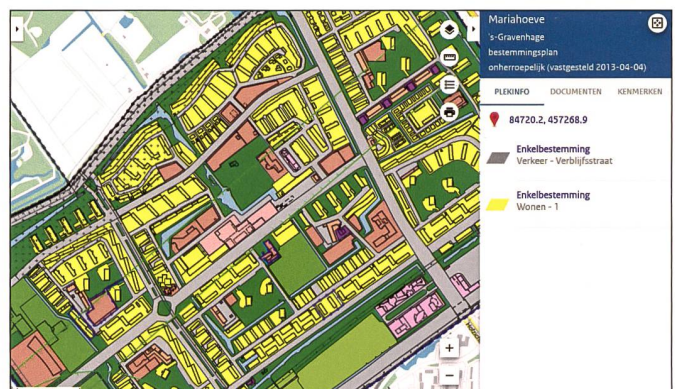 Mariahoeve
's-Gravenhage
bestemmingsplan
onherroepelijk (vastgesteld 2013-04-04)
PLEKINFO DOCUMENTEN KENMERKEN
84720.2, 457268.9
Enkelbestemming
Verkeer - Verblijfsstraat
Enkelbestemming
Wonen - 1
+
−